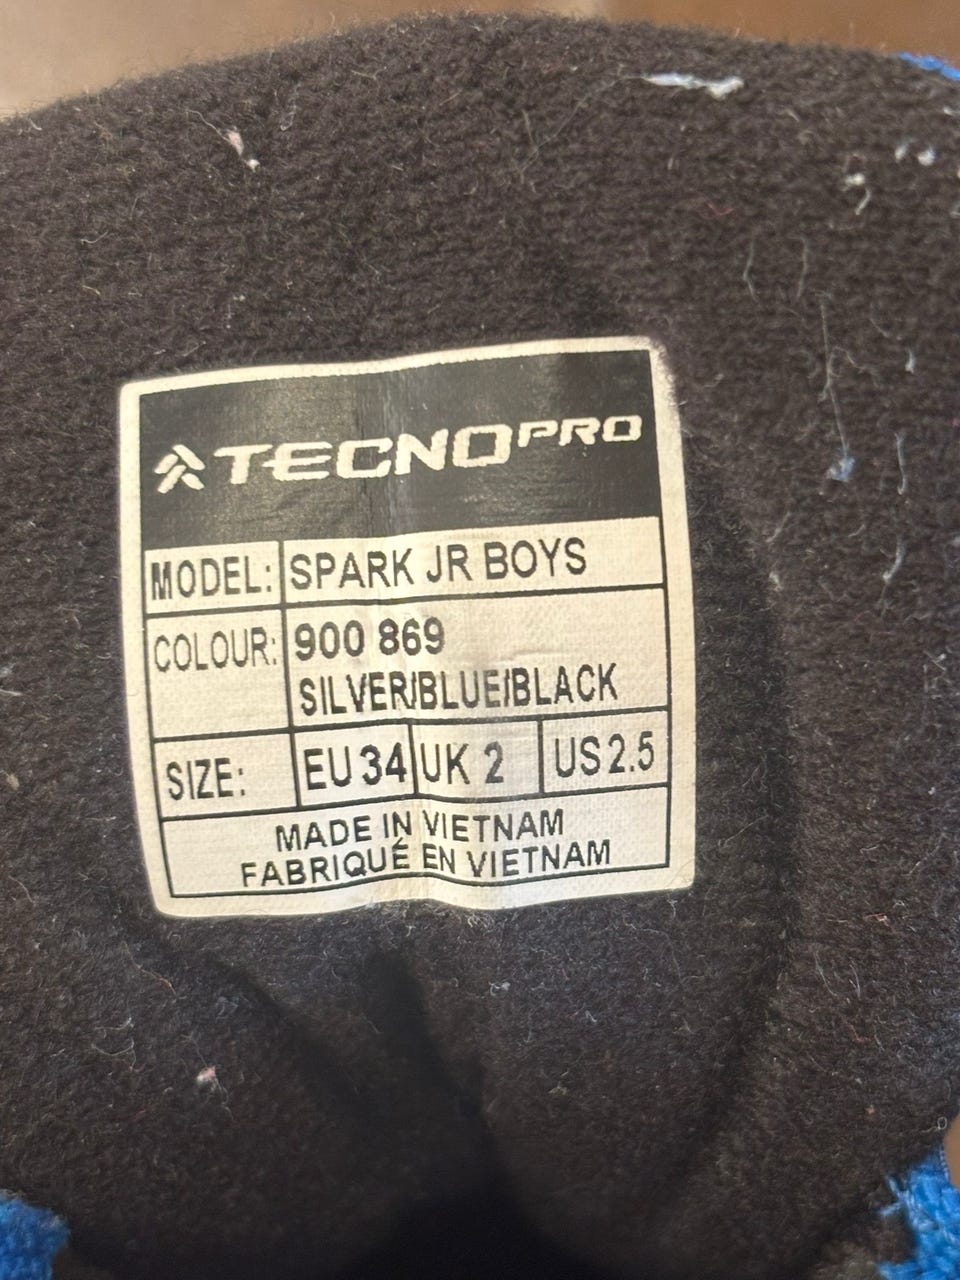 TECNOPRO
MODEL: SPARK JR BOYS
COLOUR: 900 869
SILVER/BLUE/BLACK
SIZE: EU 34 UK 2 US 2.5
MADE IN VIETNAM
FABRIQUÉ EN VIETNAM